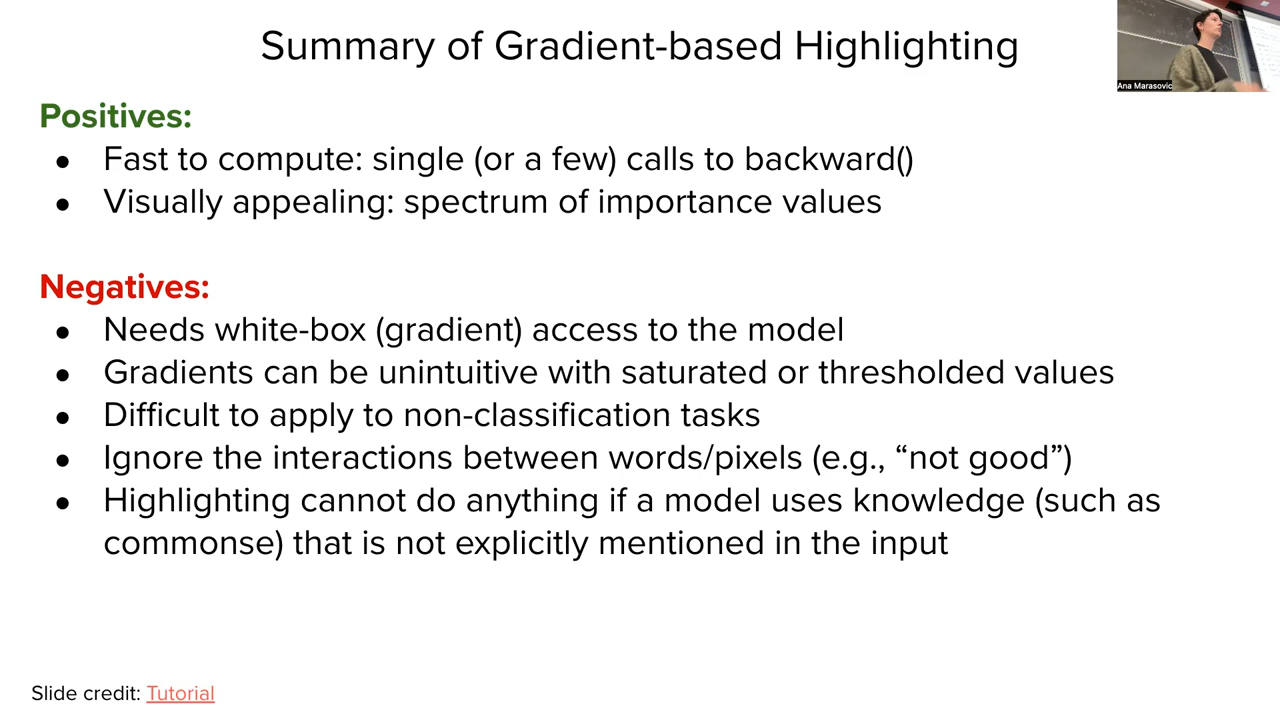 Summary of Gradient-based Highlighting
Ana Marasovic
Positives:
● Fast to compute: single (or a few) calls to backward()
● Visually appealing: spectrum of importance values
Negatives:
● Needs white-box (gradient) access to the model
● Gradients can be unintuitive with saturated or thresholded values
● Difficult to apply to non-classification tasks
● Ignore the interactions between words/pixels (e.g., “not good”)
● Highlighting cannot do anything if a model uses knowledge (such as
commonse) that is not explicitly mentioned in the input
Slide credit: Tutorial